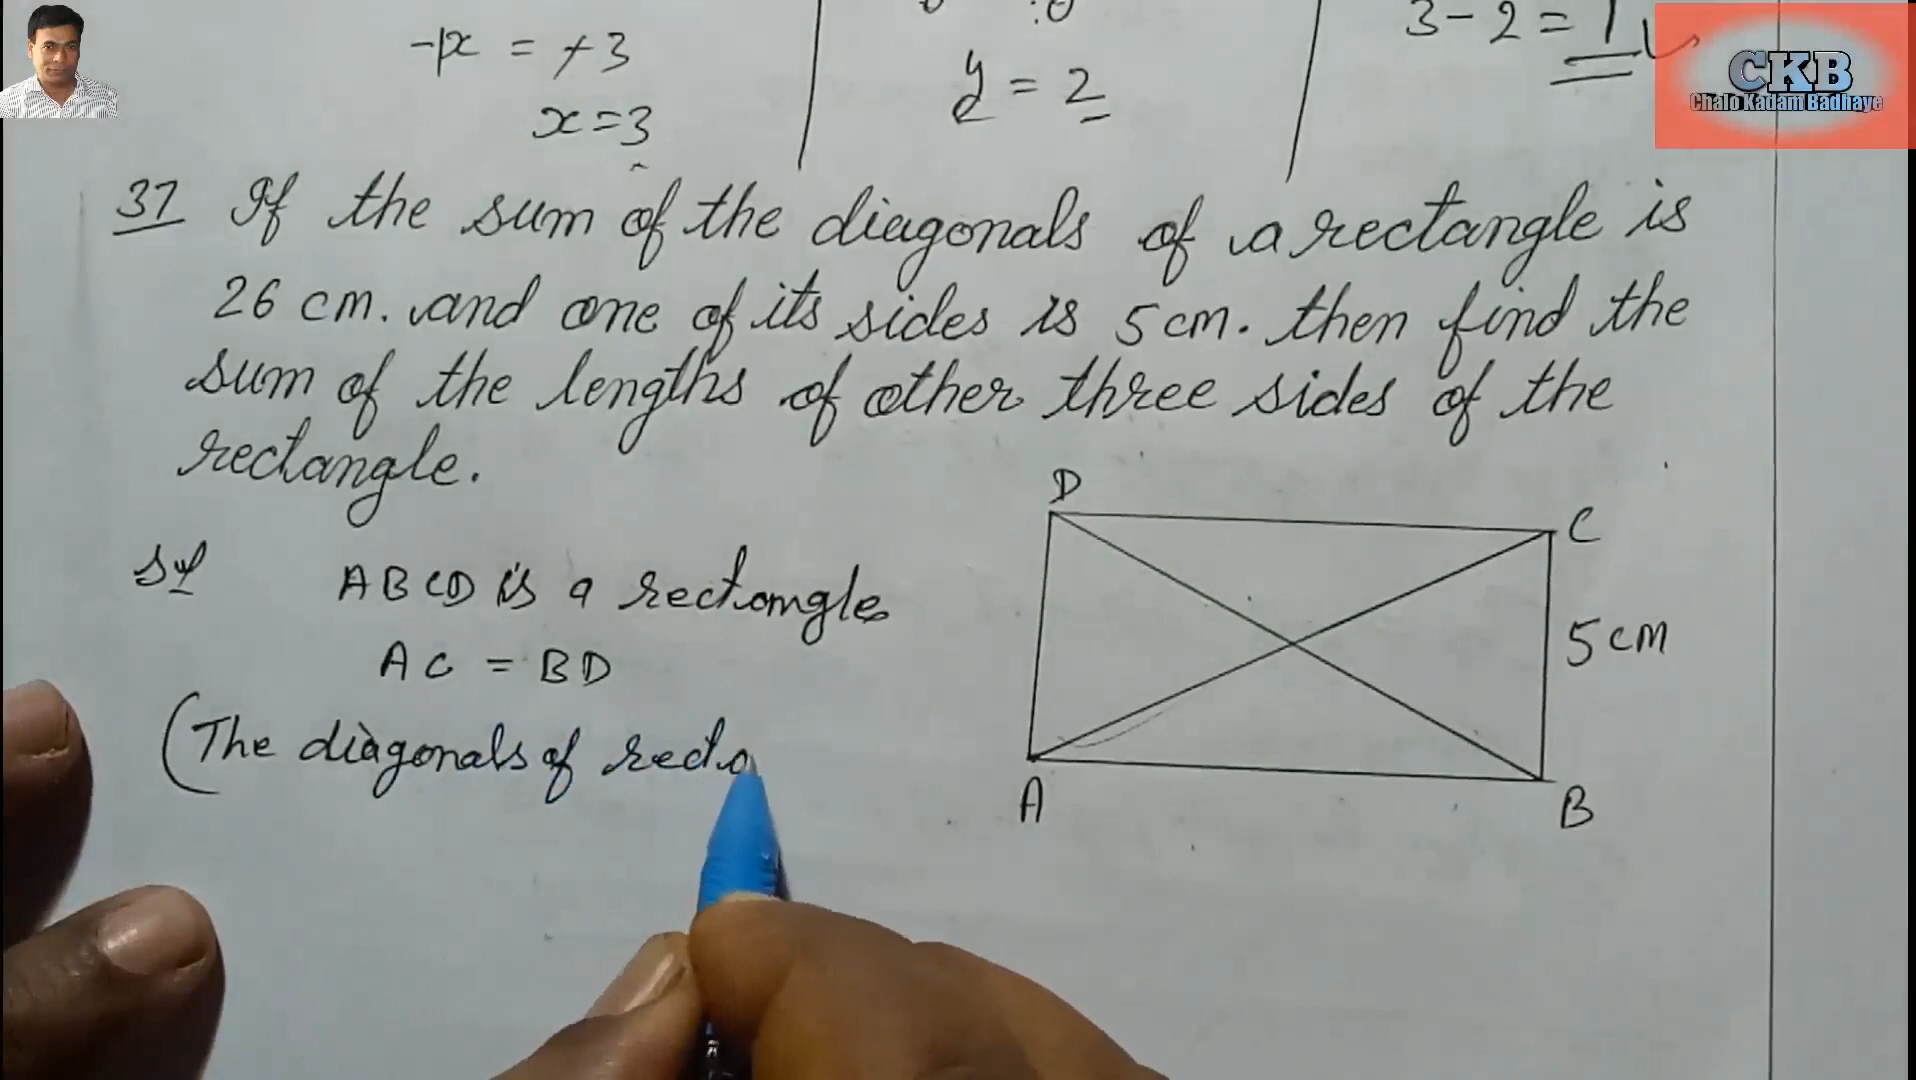 -x = +3
x=3
y = 2
3-2 = 1
CKB
Chalo Kadam Badhaye
37 If the sum of the diagonals of a rectangle is
26 cm. and one of its sides is 5 cm. then find the
sum of the lengths of other three sides of the
rectangle.
Sol
ABCD is a rectangle
AC = BD
(The diagonals of recta
D
C
5 cm
A
B